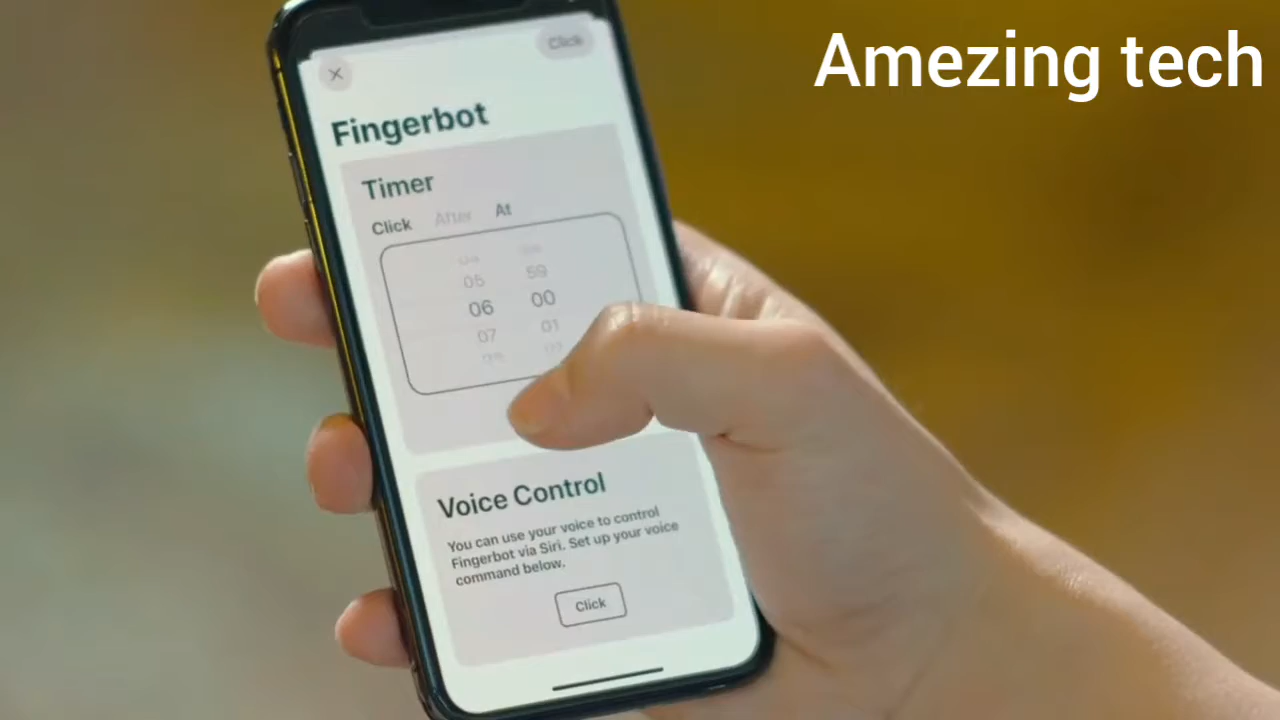 Amezing tech
Click
Fingerbot
Timer
Click After At
05 59
06 00
07 01
Voice Control
You can use your voice to control
Fingerbot via Siri. Set up your voice
command below.
Click